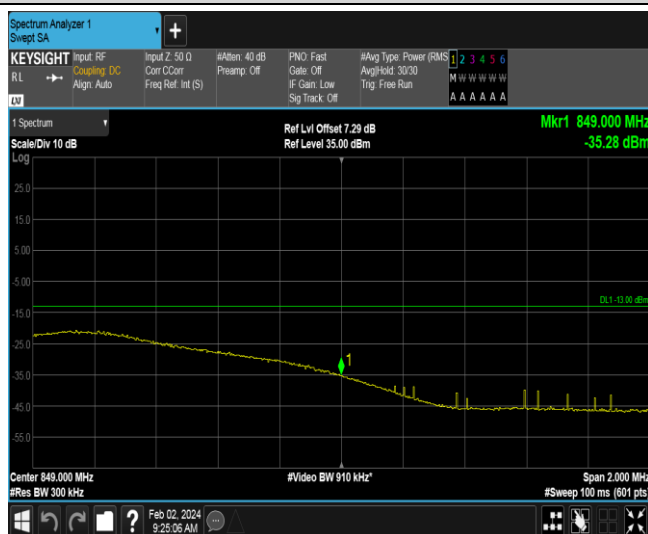 Spectrum Analyzer 1
Swept SA
+
KEYSIGHT
RL
LXI
Input: RF
Coupling: DC
Align: Auto
Input Z: 50 Ω
Corr CCorr
Freq Ref: Int (S)
#Atten: 40 dB
Preamp: Off
PNO: Fast
Gate: Off
IF Gain: Low
Sig Track: Off
#Avg Type: Power (RMS
Avg|Hold: 30/30
Trig: Free Run
1 2 3 4 5 6
M W W W W W
A A A A A A
1 Spectrum
Scale/Div 10 dB
Log
Ref Lvl Offset 7.29 dB
Ref Level 35.00 dBm
Mkr1 849.000 MHz
-35.28 dBm
25.0
15.0
5.00
-5.00
DL1 -13.00 dBm
-15.0
-25.0
1
-35.0
-45.0
-55.0
Center 849.000 MHz
#Res BW 300 kHz
#Video BW 910 kHz*
Span 2.000 MHz
#Sweep 100 ms (601 pts)
?
Feb 02, 2024
9:25:06 AM